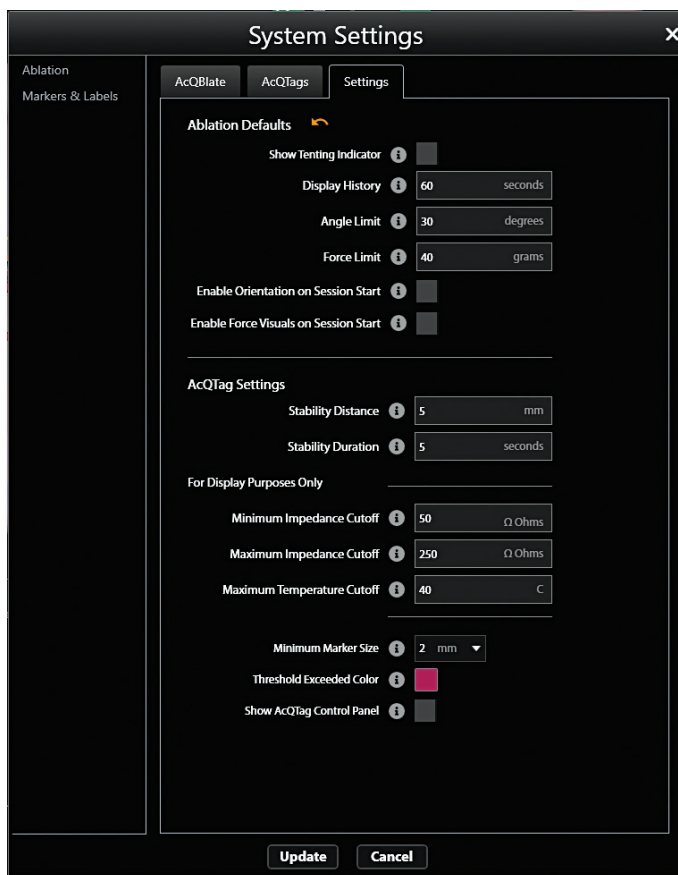 System Settings
Ablation
Markers & Labels
AcQBlate AcQTags Settings
Ablation Defaults
Show Tenting Indicator
Display History 60 seconds
Angle Limit 30 degrees
Force Limit 40 grams
Enable Orientation on Session Start
Enable Force Visuals on Session Start
AcQTag Settings
Stability Distance 5 mm
Stability Duration 5 seconds
For Display Purposes Only
Minimum Impedance Cutoff 50 Ω Ohms
Maximum Impedance Cutoff 250 Ω Ohms
Maximum Temperature Cutoff 40 C
Minimum Marker Size 2 mm
Threshold Exceeded Color
Show AcQTag Control Panel
Update Cancel